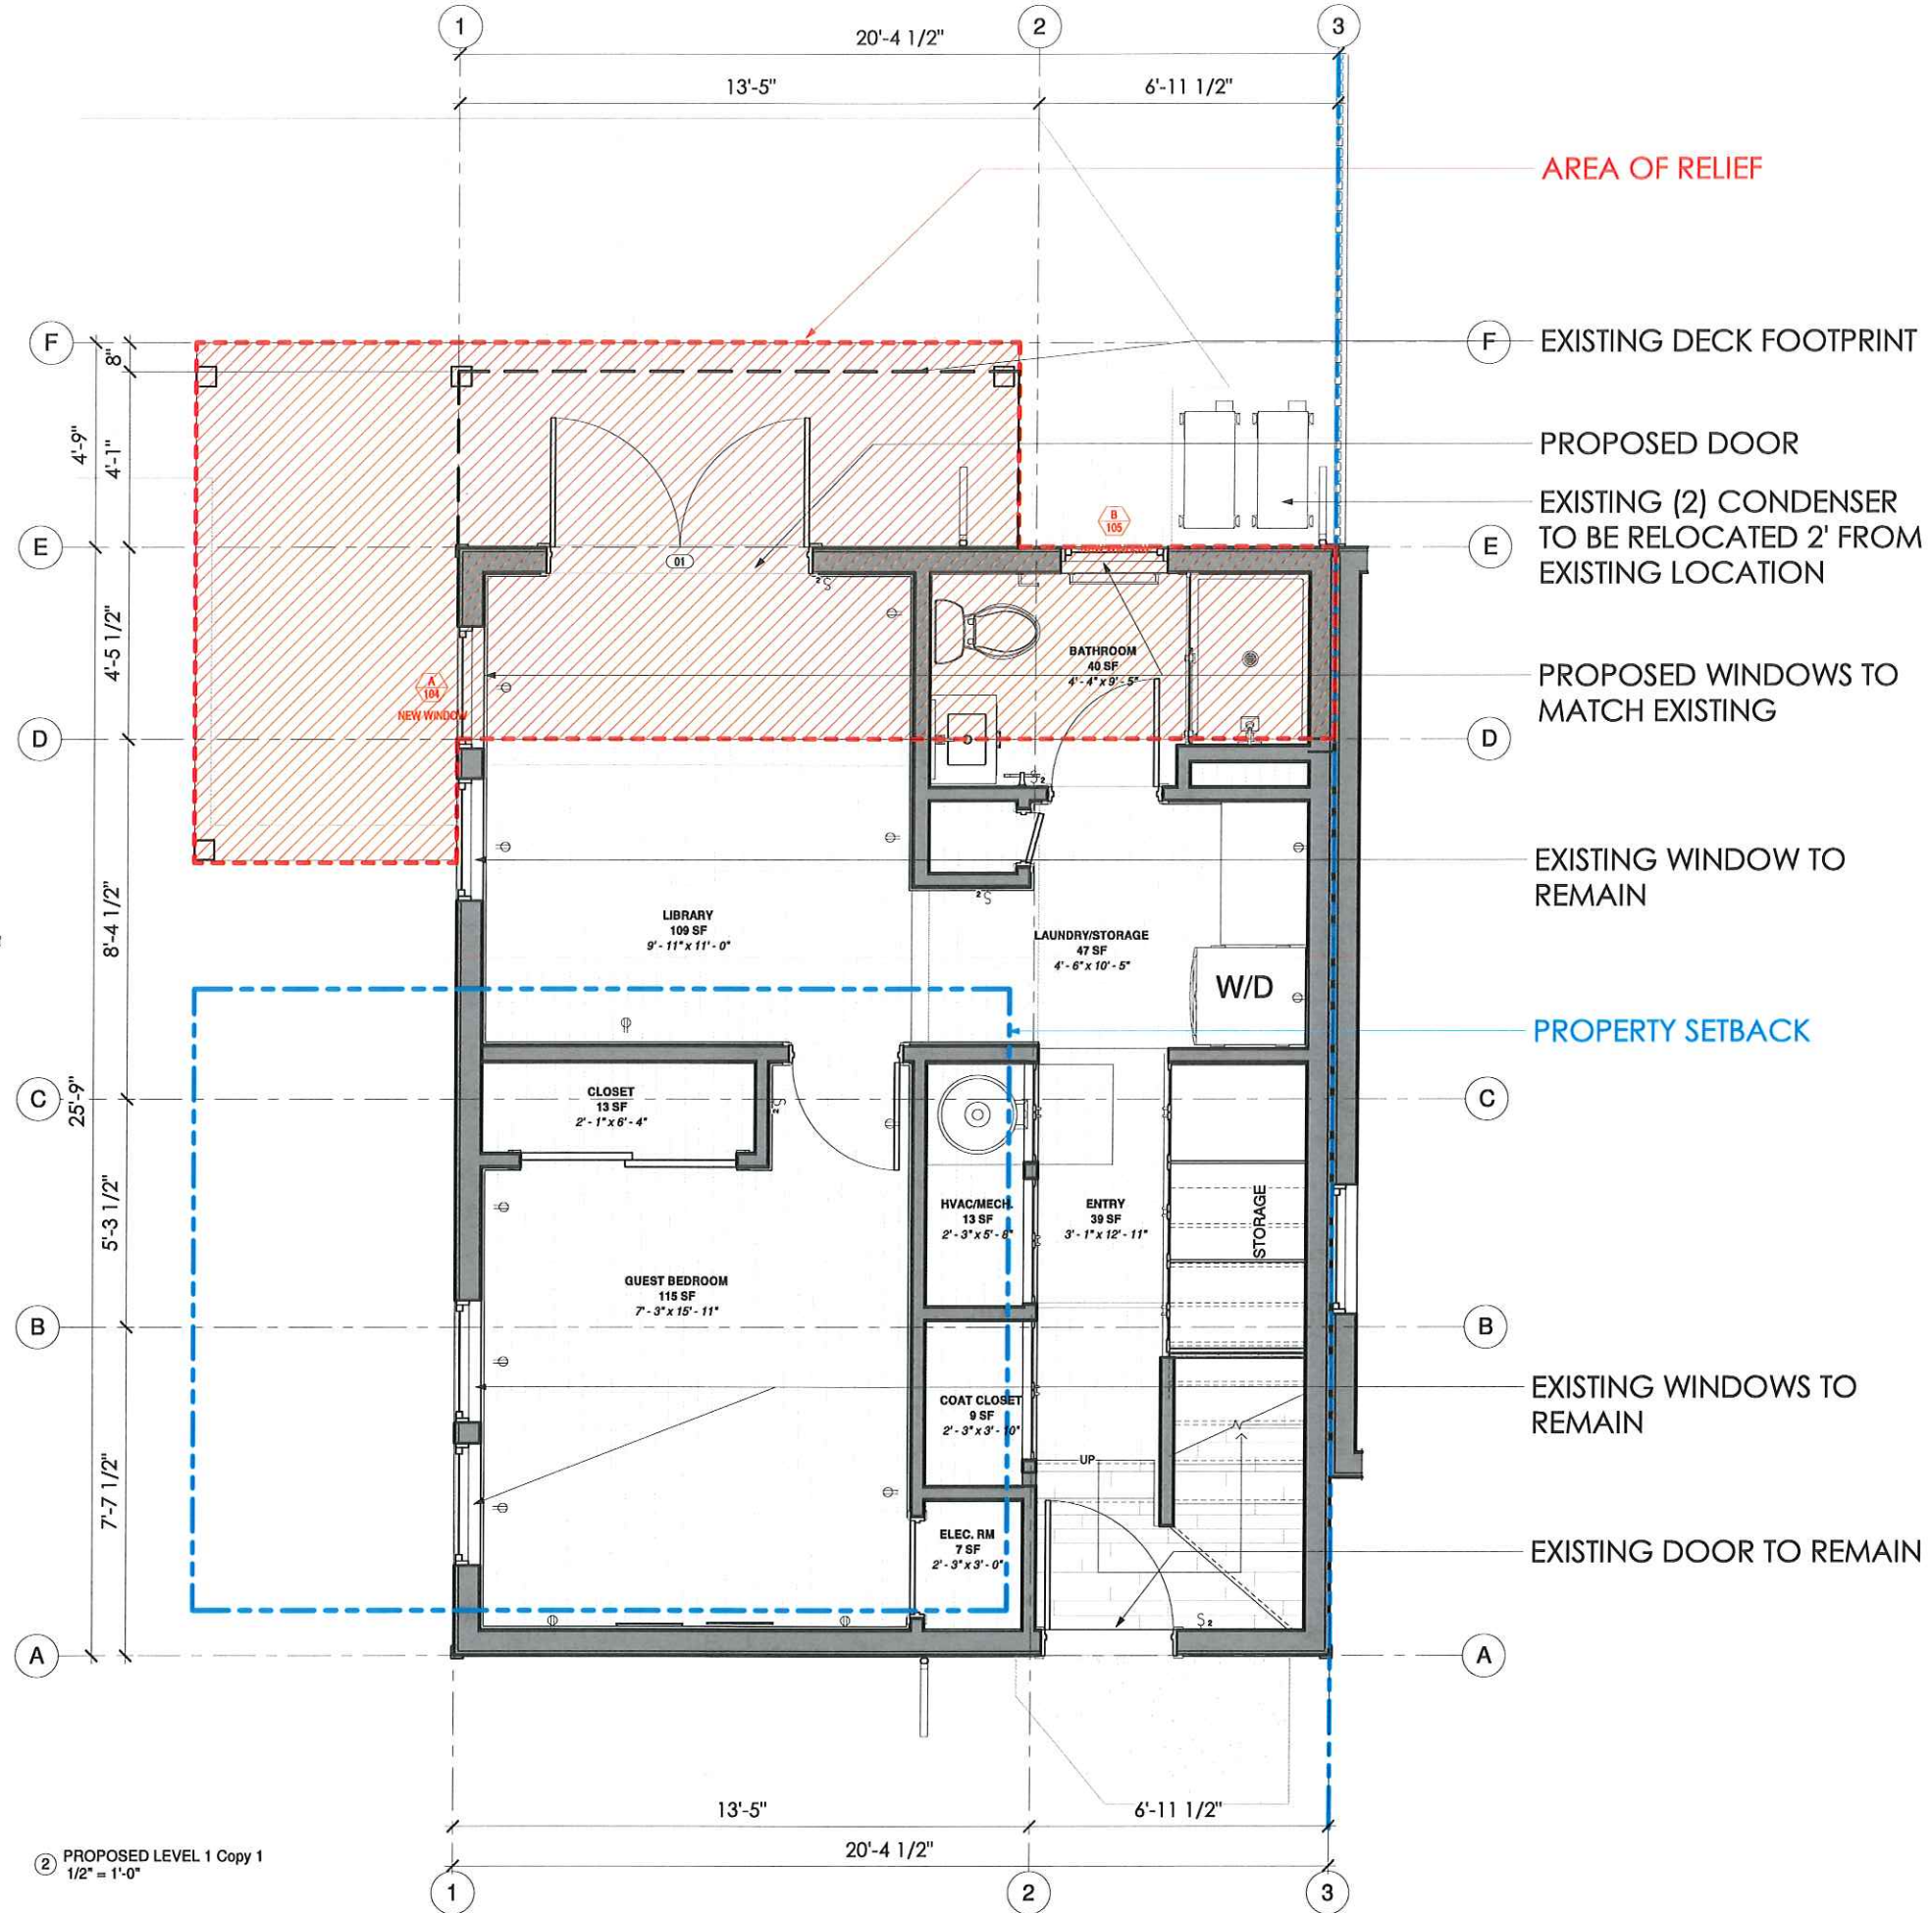 1
2
3
20'-4 1/2"
13'-5"
6'-11 1/2"
AREA OF RELIEF
F
8"
F
EXISTING DECK FOOTPRINT
4'-9"
4'-1"
PROPOSED DOOR
EXISTING (2) CONDENSER
TO BE RELOCATED 2' FROM
EXISTING LOCATION
B
105
NEW WINDOW
E
01
E
S2
4'-5 1/2"
BATHROOM
40 SF
4' - 4" x 9' - 5"
A
104
NEW WINDOW
PROPOSED WINDOWS TO
MATCH EXISTING
D
D
S2
EXISTING WINDOW TO
REMAIN
S2
8'-4 1/2"
LIBRARY
109 SF
9' - 11" x 11' - 0"
LAUNDRY/STORAGE
47 SF
4' - 6" x 10' - 5"
W/D
PROPERTY SETBACK
C
25'-9"
CLOSET
13 SF
2' - 1" x 6' - 4"
S2
C
5'-3 1/2"
HVAC/MECH.
13 SF
2' - 3" x 5' - 8"
ENTRY
39 SF
3' - 1" x 12' - 11"
STORAGE
GUEST BEDROOM
115 SF
7' - 3" x 15' - 11"
B
B
COAT CLOSET
9 SF
2' - 3" x 3' - 10"
EXISTING WINDOWS TO
REMAIN
UP
7'-7 1/2"
ELEC. RM
7 SF
2' - 3" x 3' - 0"
EXISTING DOOR TO REMAIN
S2
A
A
13'-5"
6'-11 1/2"
20'-4 1/2"
2
PROPOSED LEVEL 1 Copy 1
1/2" = 1'-0"
1
2
3